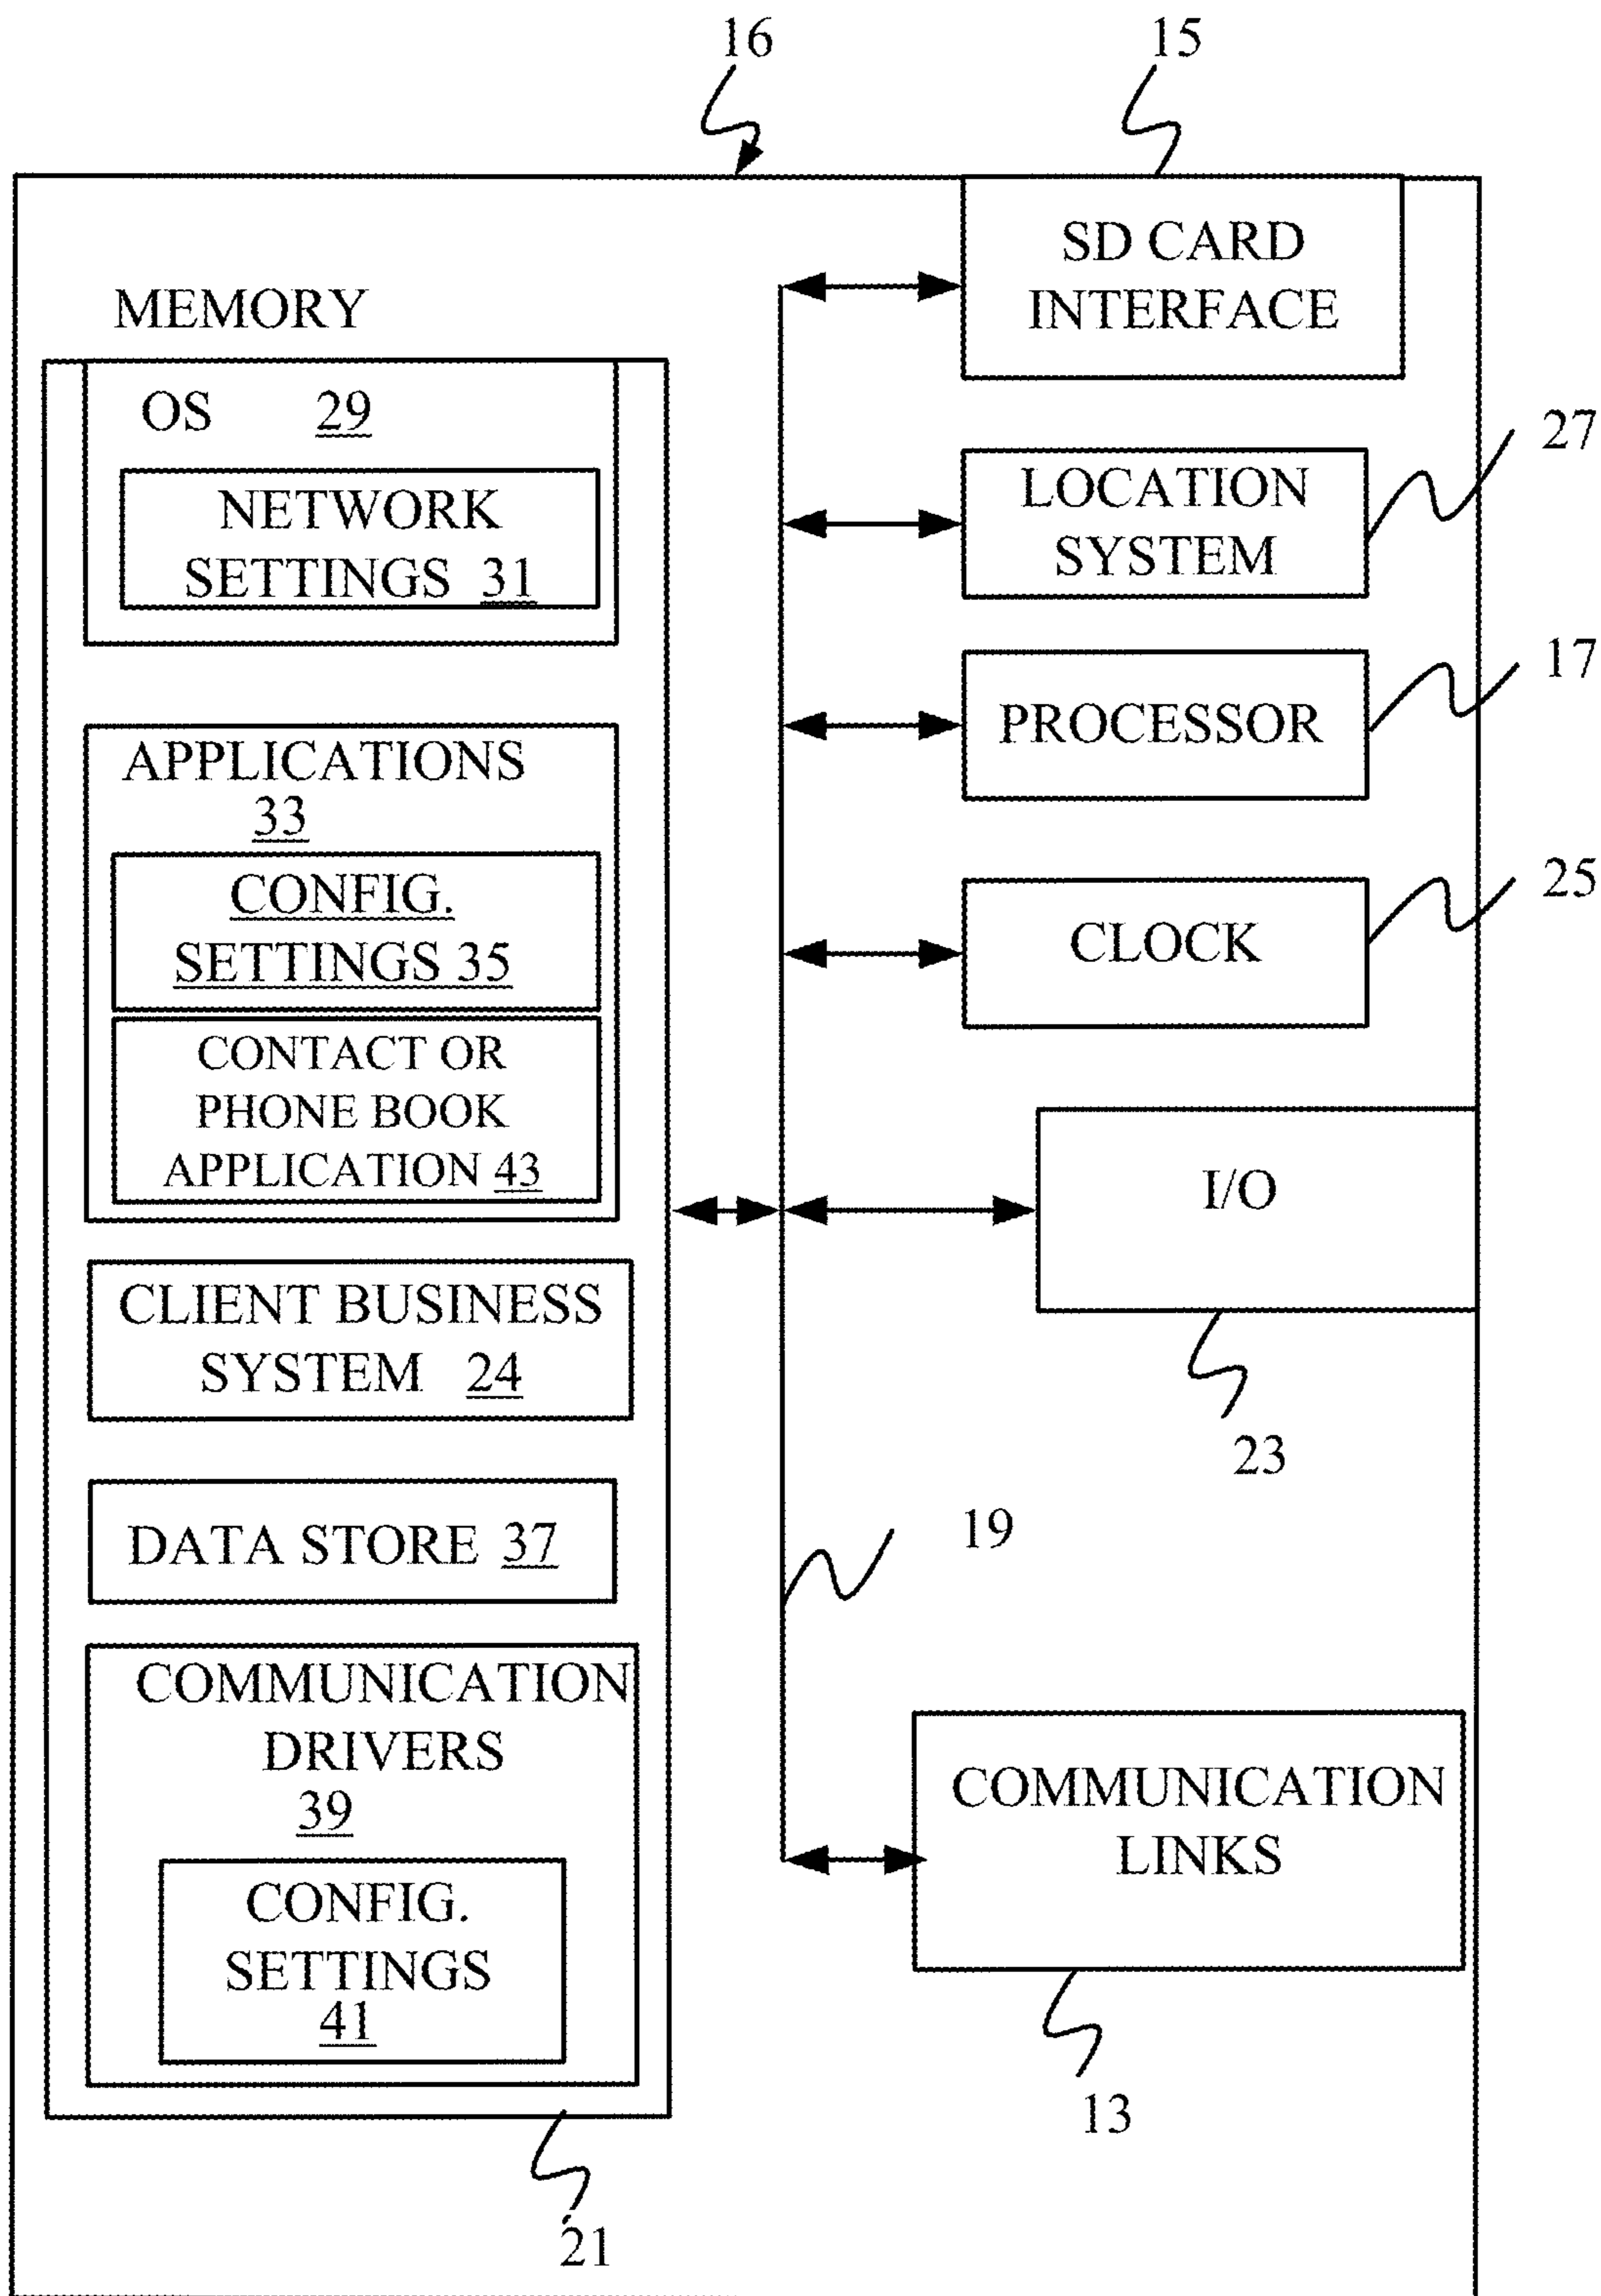 16
15
SD CARD
INTERFACE
MEMORY
OS 29
NETWORK
SETTINGS 31
APPLICATIONS
33
CONFIG.
SETTINGS 35
CONTACT OR
PHONE BOOK
APPLICATION 43
CLIENT BUSINESS
SYSTEM 24
DATA STORE 37
COMMUNICATION
DRIVERS
39
CONFIG.
SETTINGS
41
21
LOCATION
SYSTEM
27
PROCESSOR
17
CLOCK
25
I/O
23
19
COMMUNICATION
LINKS
13